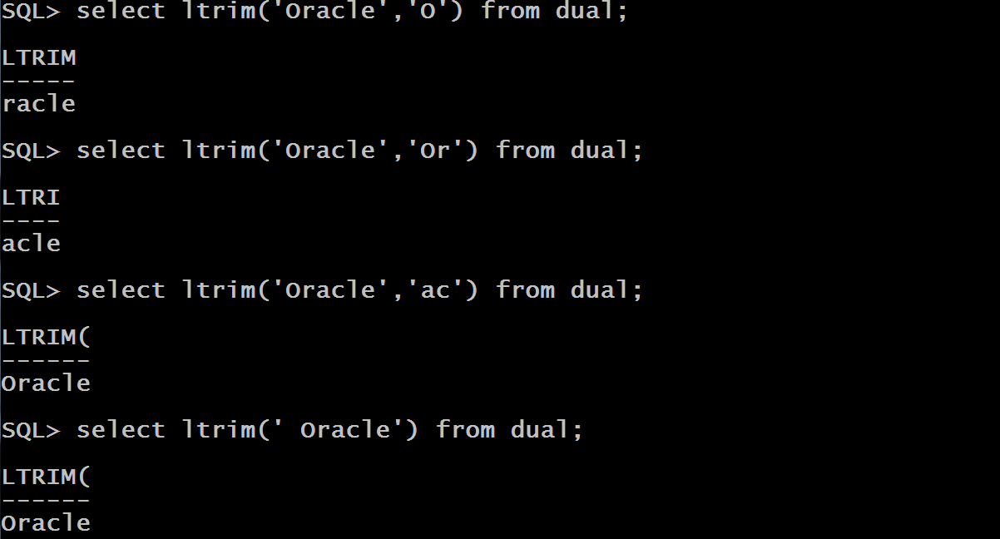 SQL> select ltrim('Oracle','O') from dual;
LTRIM
-----
racle
SQL> select ltrim('Oracle','Or') from dual;
LTRI
----
acle
SQL> select ltrim('Oracle','ac') from dual;
LTRIM(
------
Oracle
SQL> select ltrim(' Oracle') from dual;
LTRIM(
------
Oracle